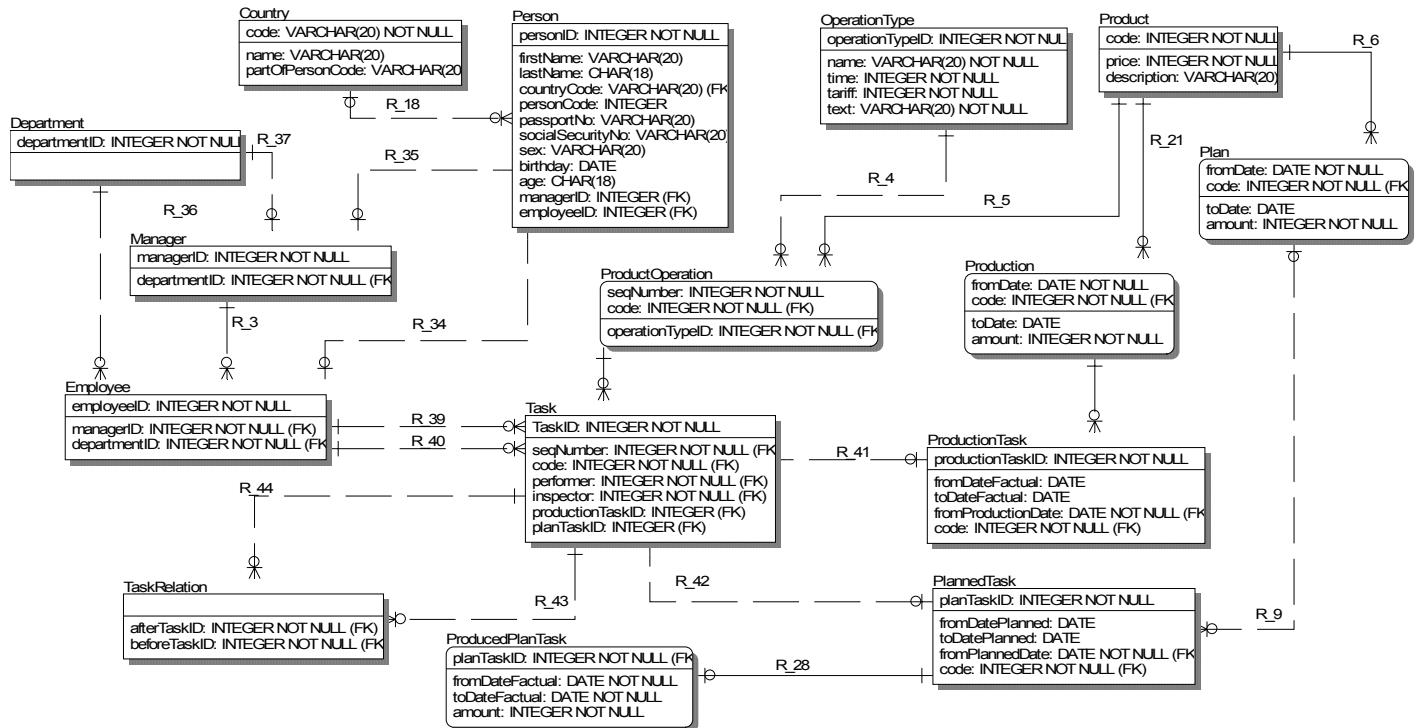 Country
code: VARCHAR(20) NOT NULL
name: VARCHAR(20)
partOfPersonCode: VARCHAR(20
Person
personID: INTEGER NOT NULL
firstName: VARCHAR(20)
lastName: CHAR(18)
countryCode: VARCHAR(20) (FK
personCode: INTEGER
passportNo: VARCHAR(20)
socialSecurityNo: VARCHAR(20
sex: VARCHAR(20)
birthday: DATE
age: CHAR(18)
managerID: INTEGER (FK)
employeeID: INTEGER (FK)
OperationType
operationTypeID: INTEGER NOT NUL
name: VARCHAR(20) NOT NULL
time: INTEGER NOT NULL
tariff: INTEGER NOT NULL
text: VARCHAR(20) NOT NULL
Product
code: INTEGER NOT NULL
price: INTEGER NOT NULL
description: VARCHAR(20)
R_6
R_18
Department
departmentID: INTEGER NOT NULL
R_37
R_35
R_36
R_21
R_4
R_5
Plan
fromDate: DATE NOT NULL
code: INTEGER NOT NULL (FK
toDate: DATE
amount: INTEGER NOT NULL
Manager
managerID: INTEGER NOT NULL
departmentID: INTEGER NOT NULL (FK
R_3
R_34
ProductOperation
seqNumber: INTEGER NOT NULL
code: INTEGER NOT NULL (FK)
operationTypeID: INTEGER NOT NULL (FK
Production
fromDate: DATE NOT NULL
code: INTEGER NOT NULL (FK
toDate: DATE
amount: INTEGER NOT NULL
Employee
employeeID: INTEGER NOT NULL
managerID: INTEGER NOT NULL (FK)
departmentID: INTEGER NOT NULL (FK
R_39
R_40
Task
TaskID: INTEGER NOT NULL
seqNumber: INTEGER NOT NULL (FK
code: INTEGER NOT NULL (FK)
performer: INTEGER NOT NULL (FK)
inspector: INTEGER NOT NULL (FK)
productionTaskID: INTEGER (FK)
planTaskID: INTEGER (FK)
R_41
ProductionTask
productionTaskID: INTEGER NOT NULL
fromDateFactual: DATE
toDateFactual: DATE
fromProductionDate: DATE NOT NULL (FK
code: INTEGER NOT NULL (FK)
R_44
TaskRelation
afterTaskID: INTEGER NOT NULL (FK)
beforeTaskID: INTEGER NOT NULL (FK
R_43
R_42
PlannedTask
planTaskID: INTEGER NOT NULL
fromDatePlanned: DATE
toDatePlanned: DATE
fromPlannedDate: DATE NOT NULL (FK
code: INTEGER NOT NULL (FK)
R_9
ProducedPlanTask
planTaskID: INTEGER NOT NULL (FK
fromDateFactual: DATE NOT NULL
toDateFactual: DATE NOT NULL
amount: INTEGER NOT NULL
R_28